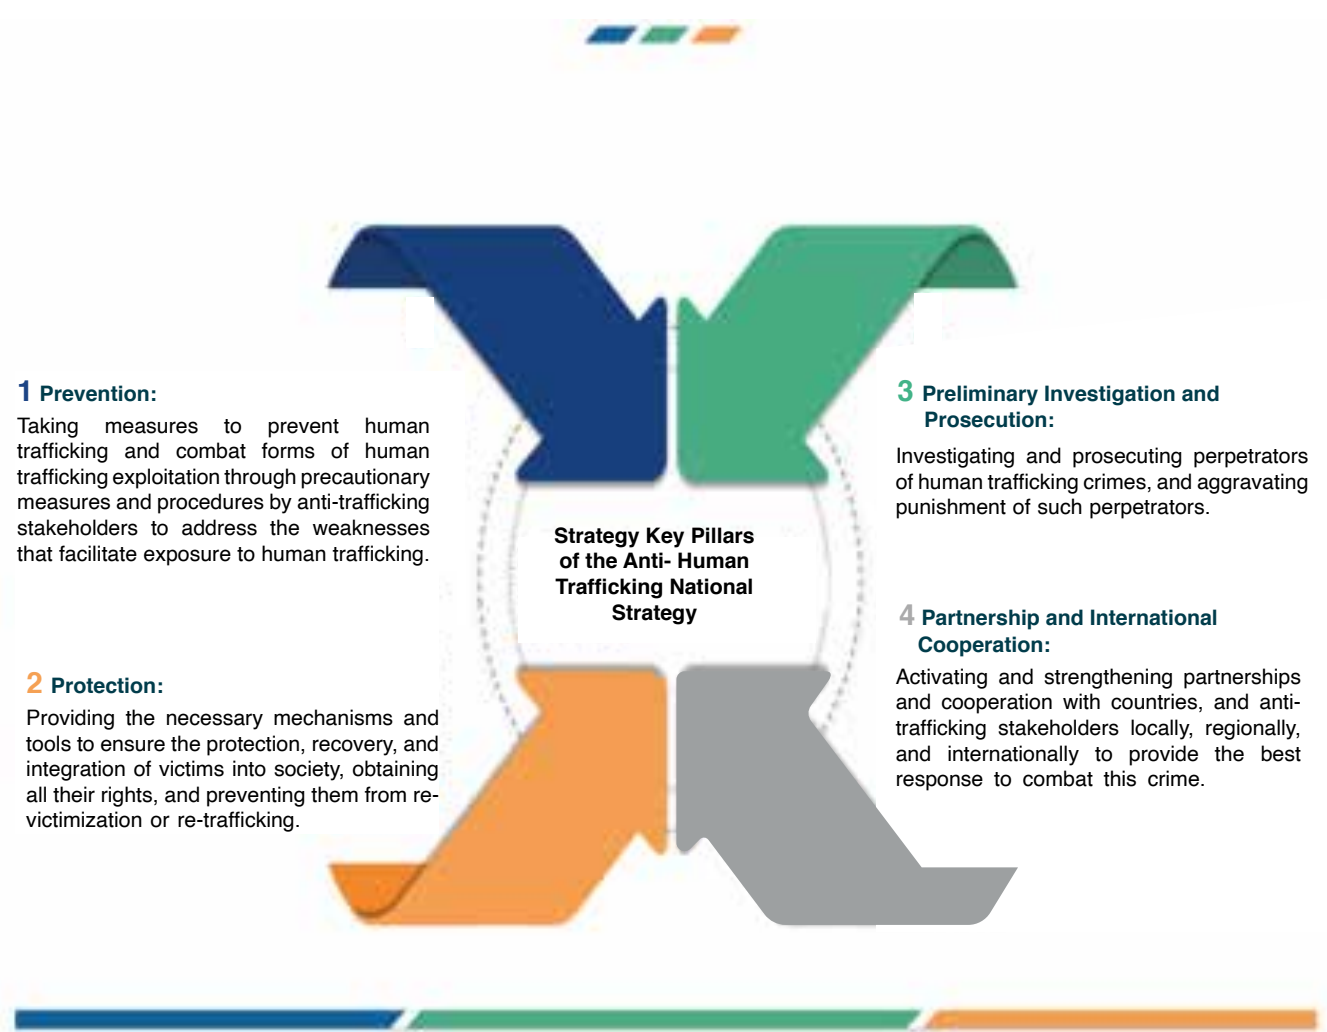 1 Prevention:
Taking measures to prevent human
trafficking and combat forms of human
trafficking exploitation through precautionary
measures and procedures by anti-trafficking
stakeholders to address the weaknesses
that facilitate exposure to human trafficking.
2 Protection:
Providing the necessary mechanisms and
tools to ensure the protection, recovery, and
integration of victims into society, obtaining
all their rights, and preventing them from re-
victimization or re-trafficking.
Strategy Key Pillars
of the Anti- Human
Trafficking National
Strategy
3 Preliminary Investigation and
Prosecution:
Investigating and prosecuting perpetrators
of human trafficking crimes, and aggravating
punishment of such perpetrators.
4 Partnership and International
Cooperation:
Activating and strengthening partnerships
and cooperation with countries, and anti-
trafficking stakeholders locally, regionally,
and internationally to provide the best
response to combat this crime.